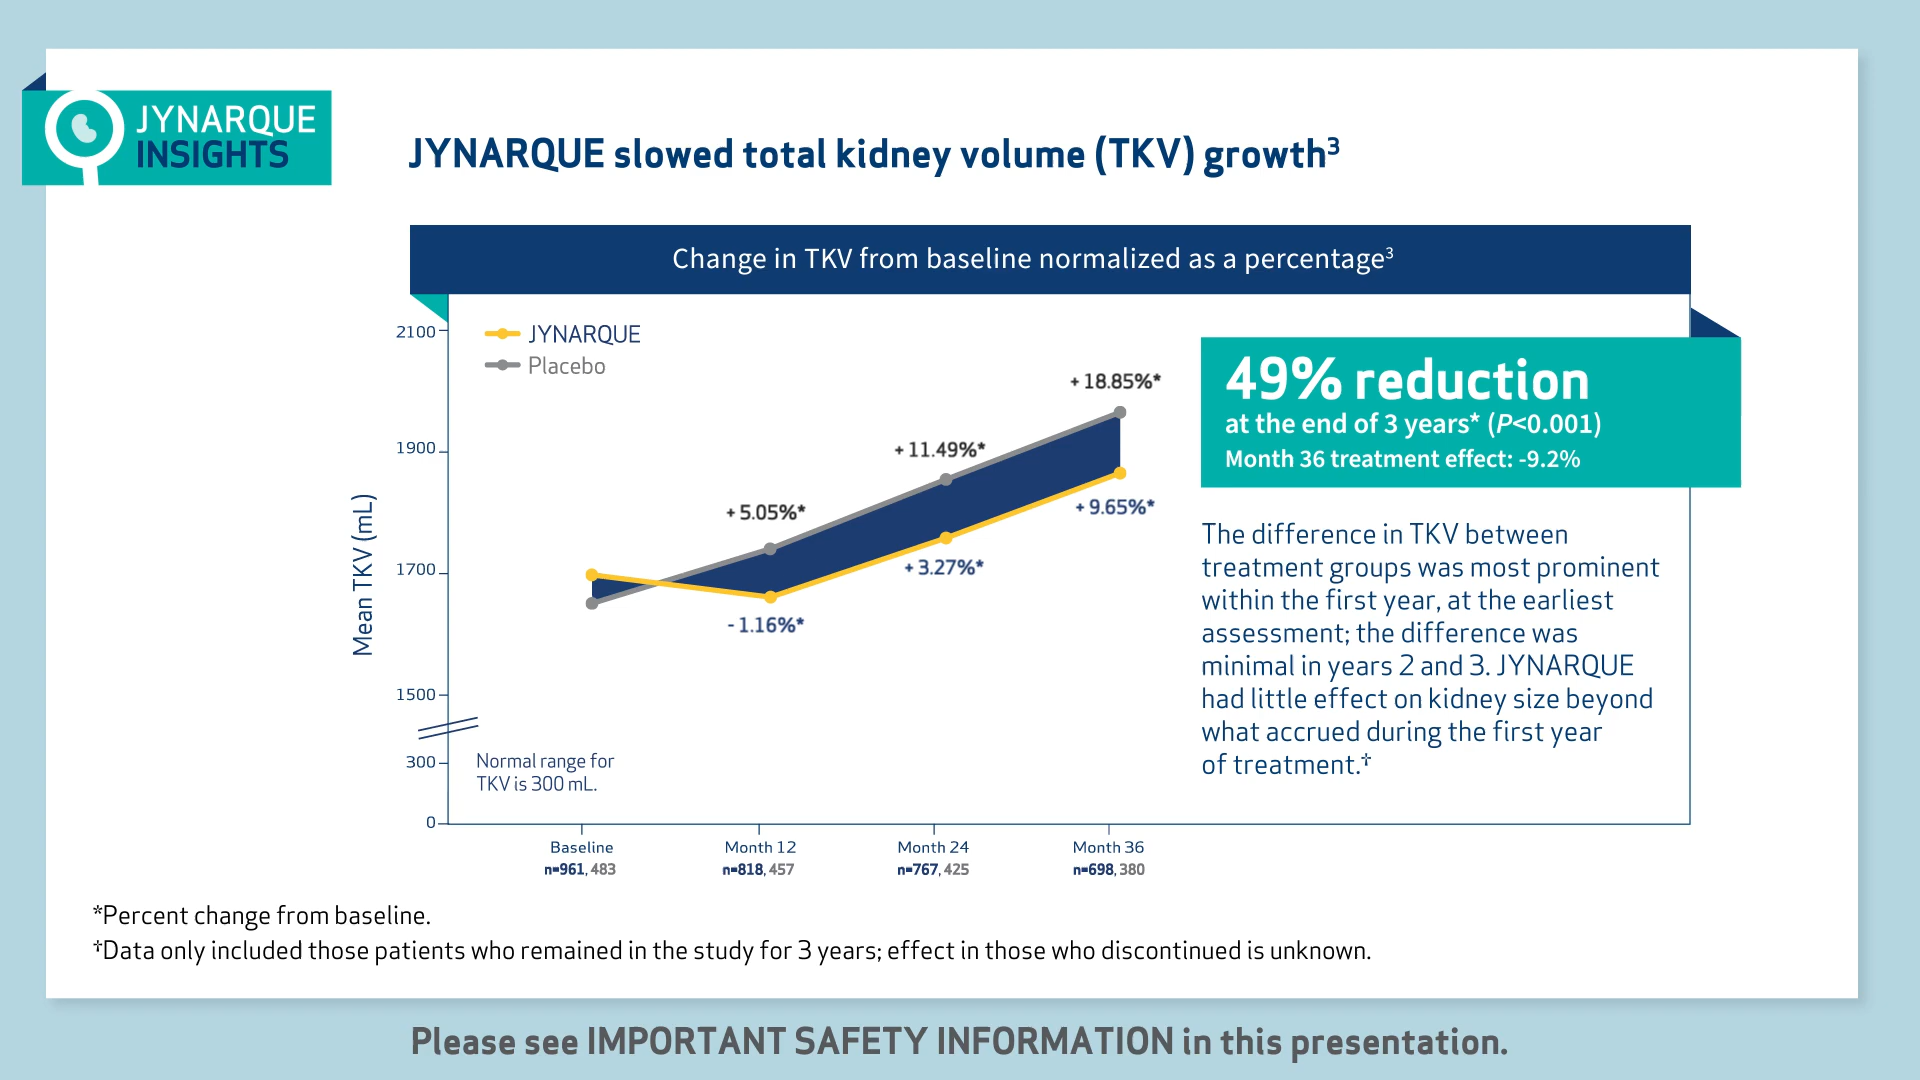 JYNARQUE
INSIGHTS
JYNARQUE slowed total kidney volume (TKV) growth³
Change in TKV from baseline normalized as a percentage³
JYNARQUE
Placebo
Mean TKV (mL)
2100
1900
1700
1500
300
0
+ 5.05%*
+ 11.49%*
+ 18.85%*
- 1.16%*
+ 3.27%*
+ 9.65%*
Normal range for
TKV is 300 mL.
Baseline
n=961, 483
Month 12
n=818, 457
Month 24
n=767, 425
Month 36
n=698, 380
49% reduction
at the end of 3 years* (P<0.001)
Month 36 treatment effect: -9.2%
The difference in TKV between
treatment groups was most prominent
within the first year, at the earliest
assessment; the difference was
minimal in years 2 and 3. JYNARQUE
had little effect on kidney size beyond
what accrued during the first year
of treatment.†
*Percent change from baseline.
†Data only included those patients who remained in the study for 3 years; effect in those who discontinued is unknown.
Please see IMPORTANT SAFETY INFORMATION in this presentation.